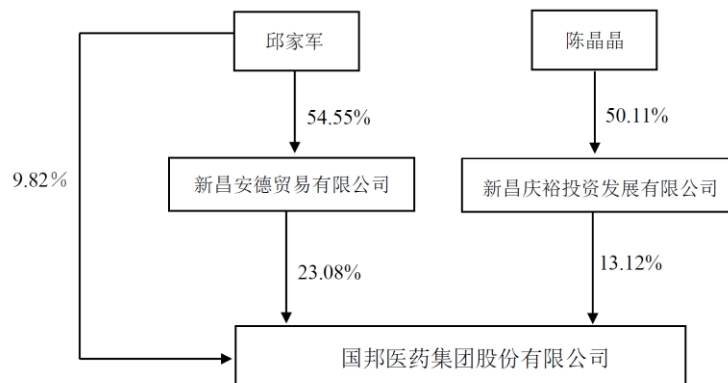 邱家军
陈晶晶
54.55%
50.11%
9.82%
新昌安德贸易有限公司
新昌庆裕投资发展有限公司
23.08%
13.12%
国邦医药集团股份有限公司